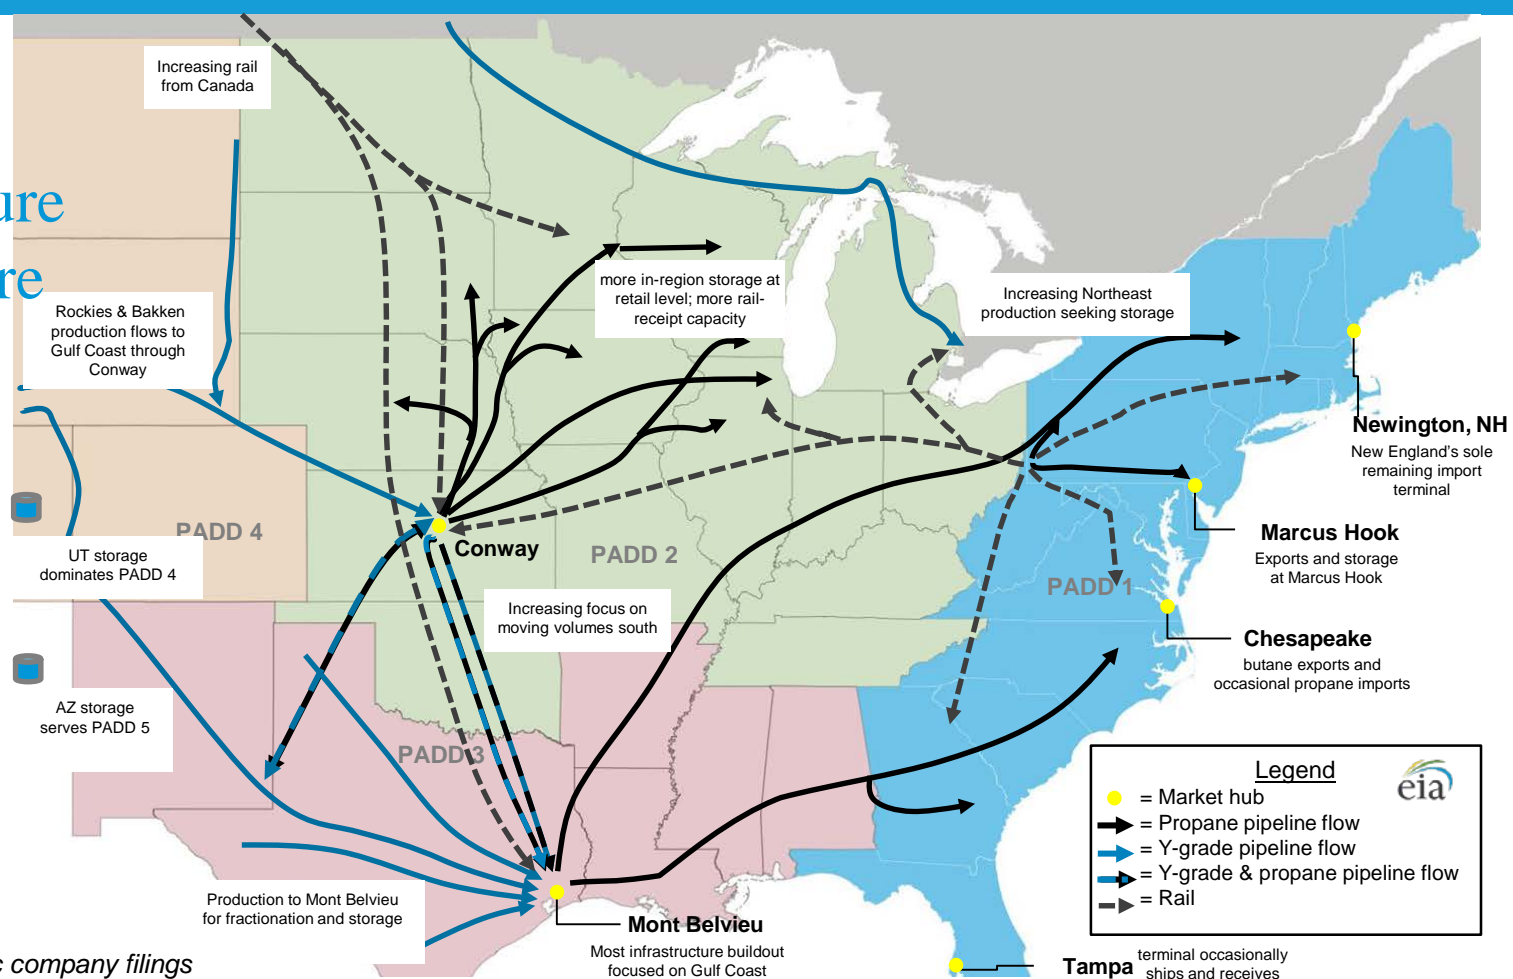 Increasing rail
from Canada
ure
re
Rockies & Bakken
production flows to
Gulf Coast through
Conway
more in-region storage at
retail level; more rail-
receipt capacity
Increasing Northeast
production seeking storage
Newington, NH
New England's sole
remaining import
terminal
PADD 4
UT storage
dominates PADD 4
Conway
PADD 2
Marcus Hook
Exports and storage
at Marcus Hook
PADD 1
Increasing focus on
moving volumes south
Chesapeake
butane exports and
occasional propane imports
AZ storage
serves PADD 5
PADD 3
Legend
eia
= Market hub
= Propane pipeline flow
= Y-grade pipeline flow
= Y-grade & propane pipeline flow
= Rail
Production to Mont Belvieu
for fractionation and storage
Mont Belvieu
Most infrastructure buildout
focused on Gulf Coast
Tampa
terminal occasionally
ships and receives
c company filings